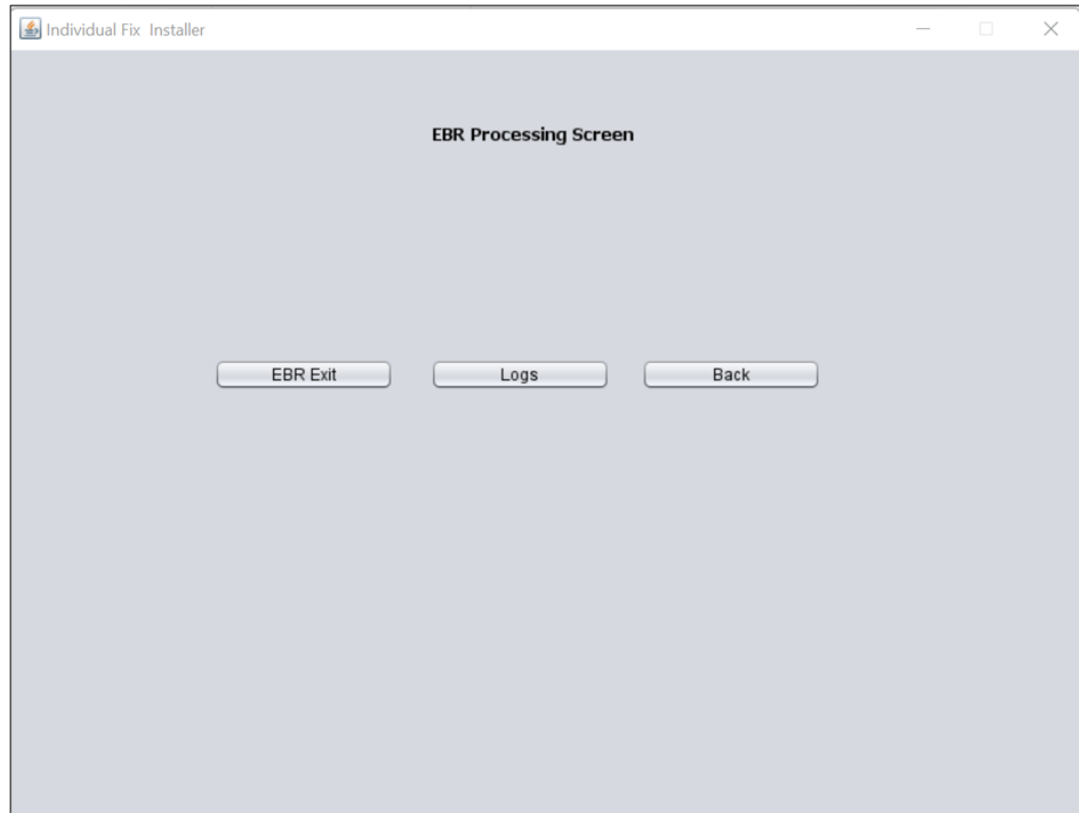 Individual Fix  Installer
EBR Processing Screen
EBR Exit Logs Back